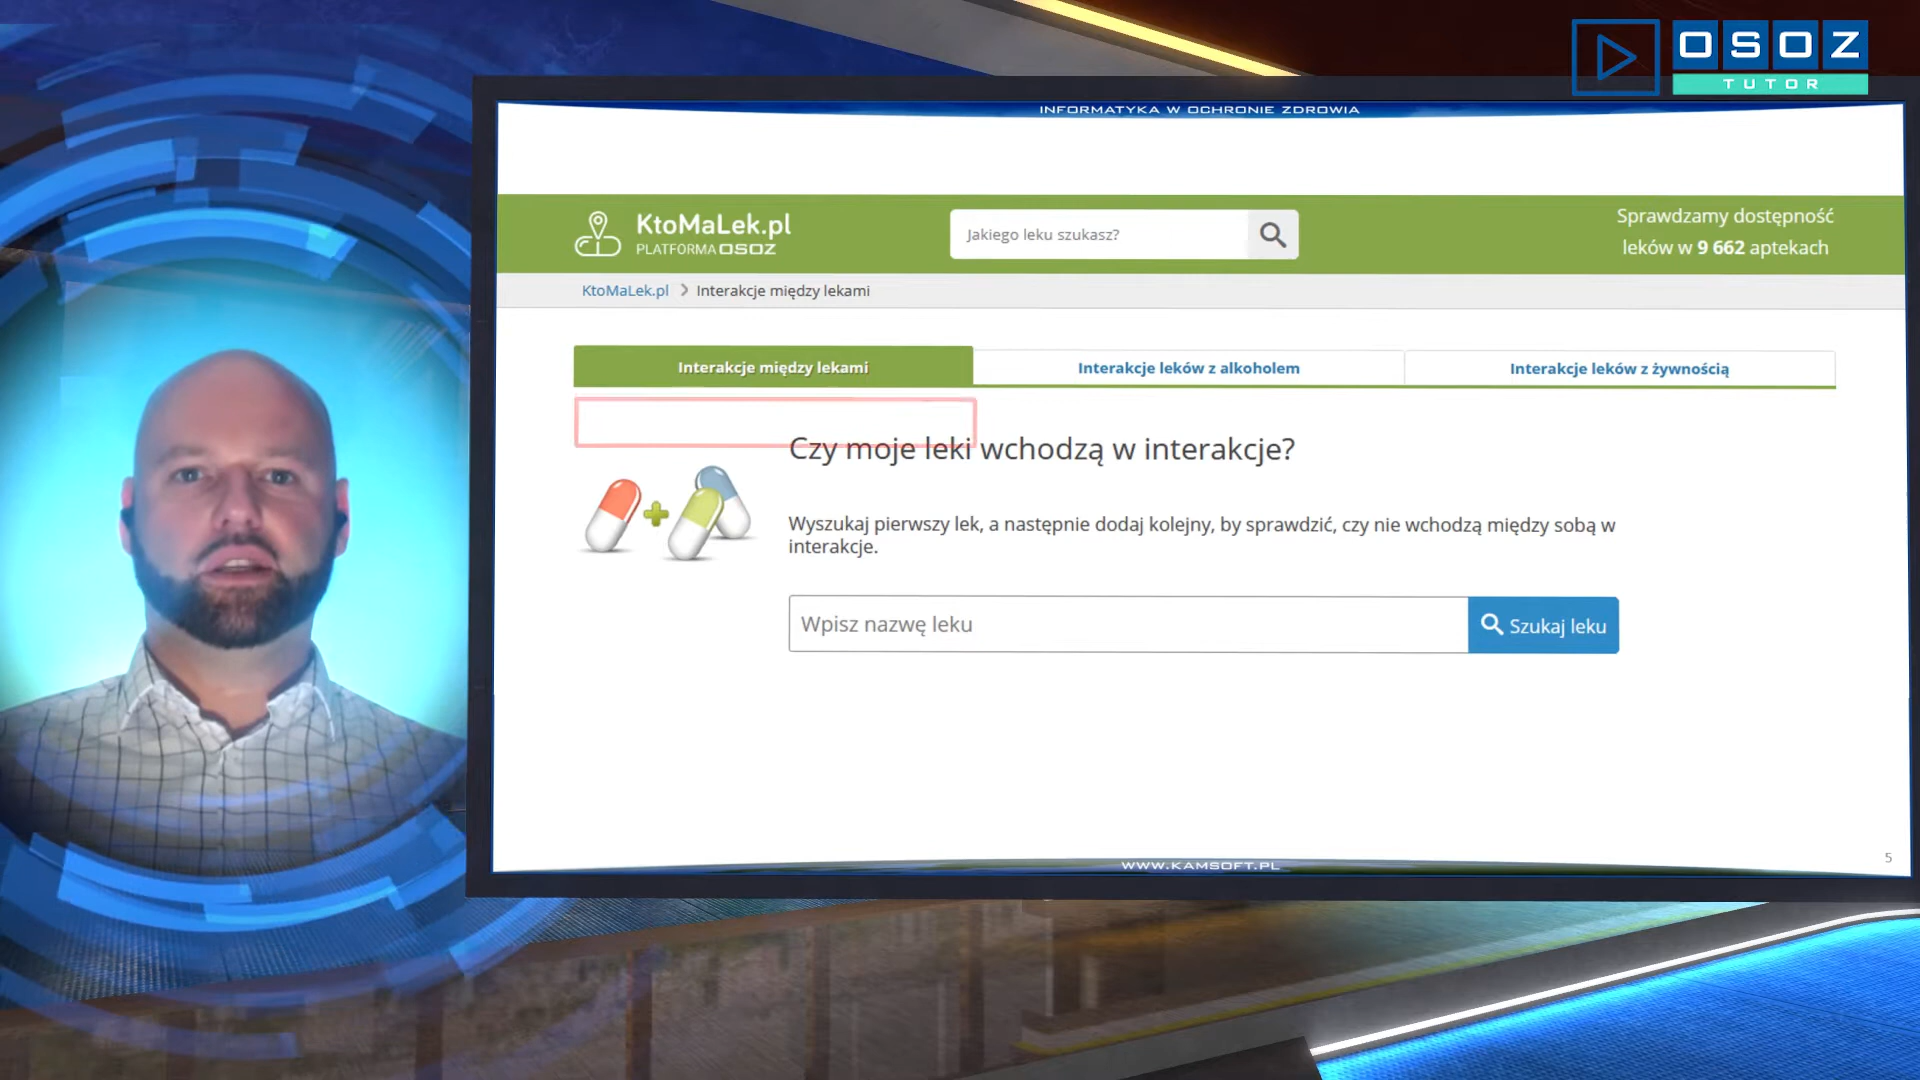 OSOZ
TUTOR
INFORMATYKA W OCHRONIE ZDROWIA
KtoMaLek.pl
PLATFORMA OSOZ
Jakiego leku szukasz?
Sprawdzamy dostępność
leków w 9 662 aptekach
KtoMaLek.pl > Interakcje między lekami
Interakcje między lekami
Interakcje leków z alkoholem
Interakcje leków z żywnością
Czy moje leki wchodzą w interakcje?
Wyszukaj pierwszy lek, a następnie dodaj kolejny, by sprawdzić, czy nie wchodzą między sobą w
interakcje.
Wpisz nazwę leku
Szukaj leku
5
WWW.KAMSOFT.PL